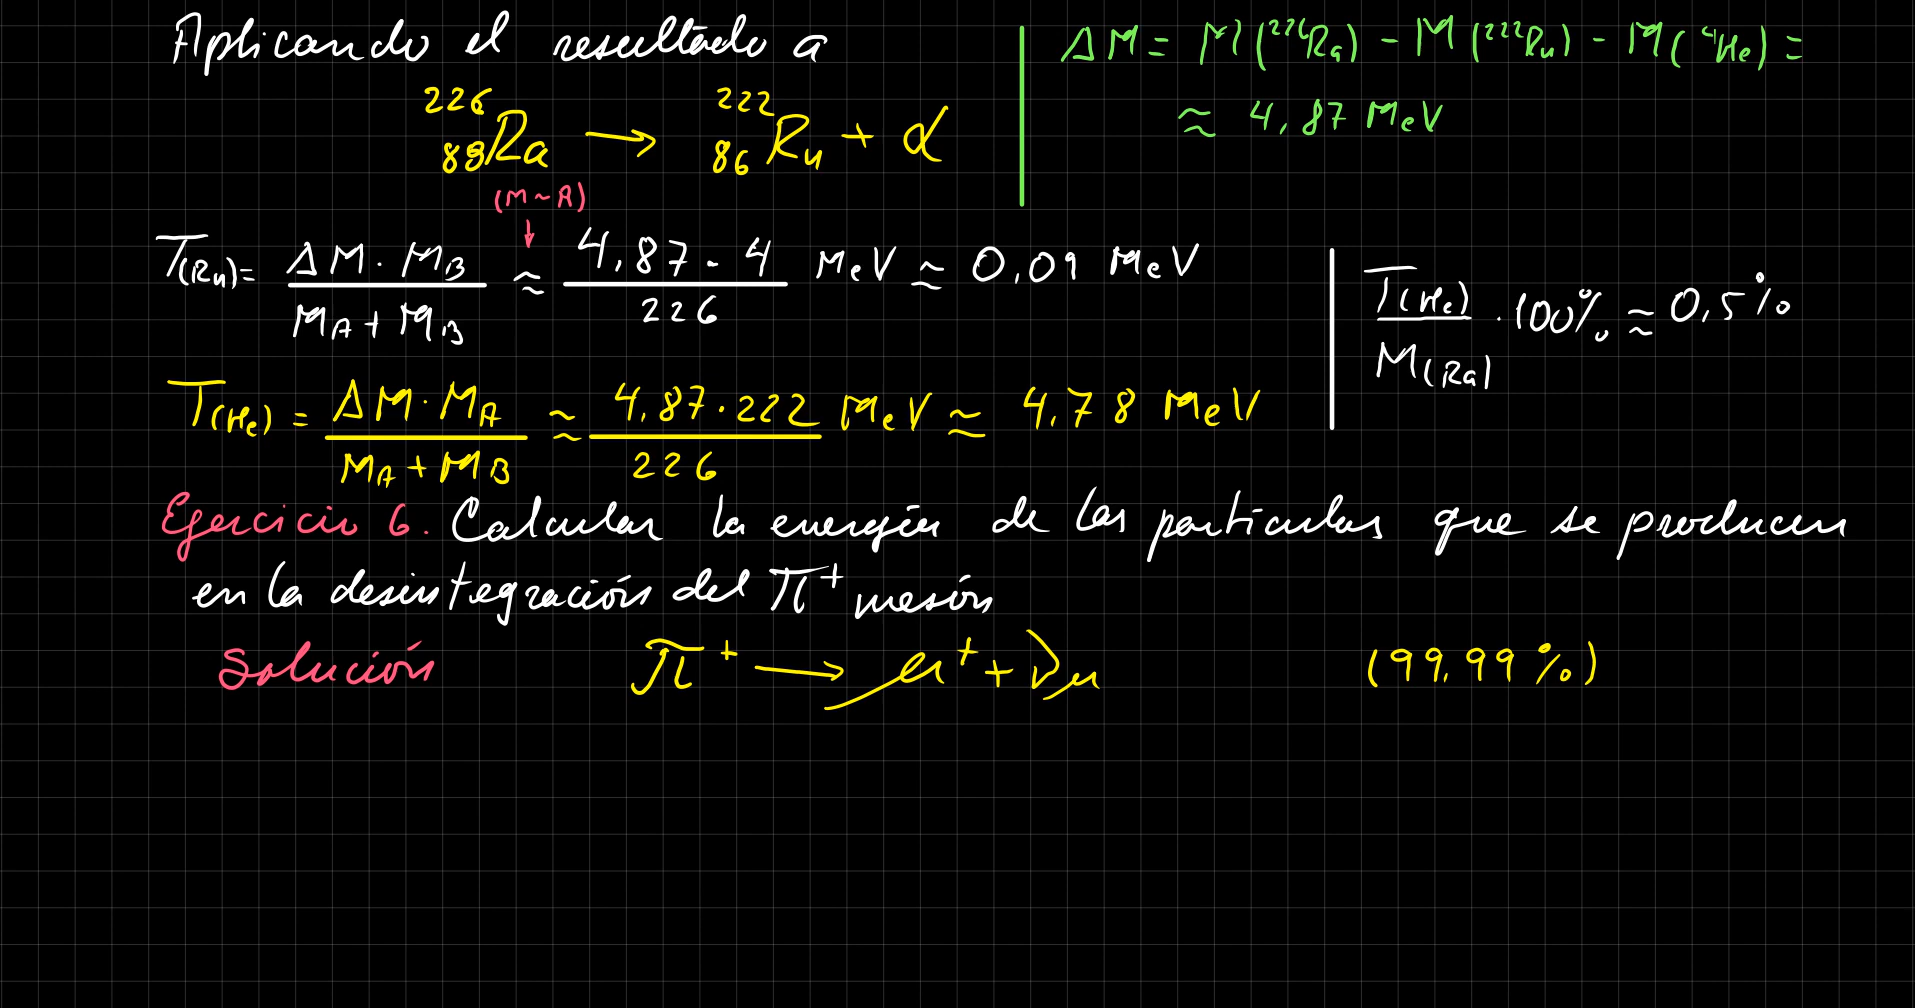 Aplicando el resultado a
ΔM = M(²²⁶Ra) - M(²²²Rn) - M(⁴He) =
≈ 4,87 MeV
²²⁶₈₈Ra → ²²²₈₆Rn + α
(M ~ A)
↓
T(Rn) = ΔM · M_B / (M_A + M_B) ≈ 4,87 · 4 / 226 MeV ≈ 0,09 MeV
T(He) / M(Ra) · 100% ≈ 0,5%
T(He) = ΔM · M_A / (M_A + M_B) ≈ 4,87 · 222 / 226 MeV ≈ 4,78 MeV
Ejercicio 6. Calcular la energía de las partículas que se producen
en la desintegración del π⁺ mesón
Solución π⁺ → μ⁺ + ν_μ (99,99%)